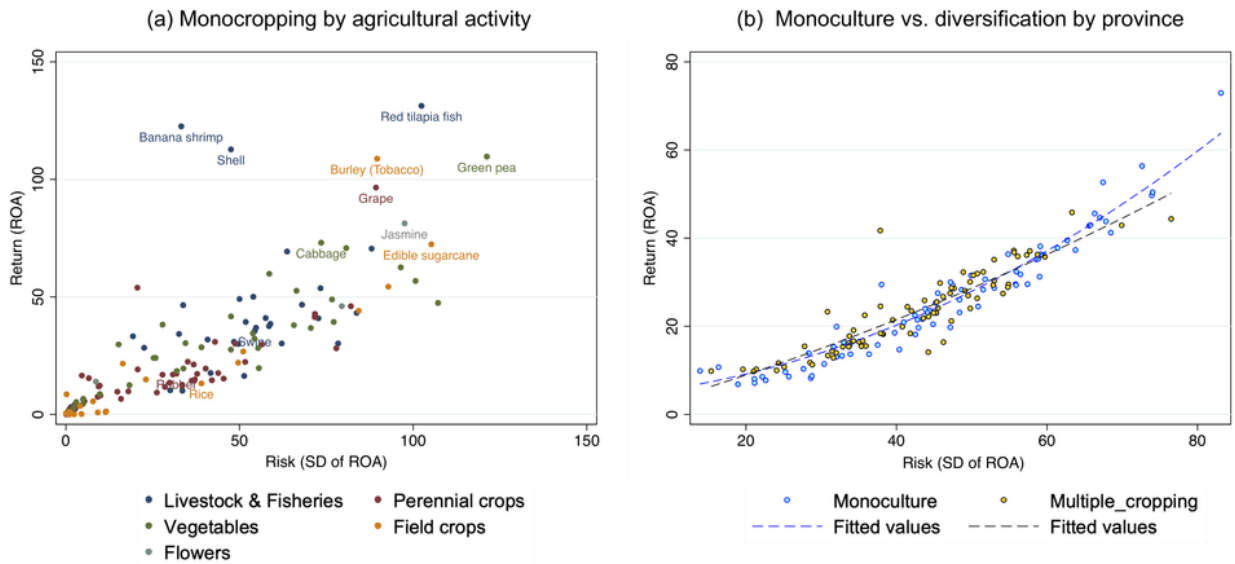 (a) Monocropping by agricultural activity
150
100
50
0
Return (ROA)
Red tilapia fish
Banana shrimp
Shell
Burley (Tobacco)
Green pea
Grape
Jasmine
Cabbage
Edible sugarcane
Swine
Rubber
Rice
0
50
100
150
Risk (SD of ROA)
Livestock & Fisheries
Perennial crops
Vegetables
Field crops
Flowers
(b) Monoculture vs. diversification by province
80
60
40
20
0
Return (ROA)
20
40
60
80
Risk (SD of ROA)
Monoculture
Multiple_cropping
Fitted values
Fitted values